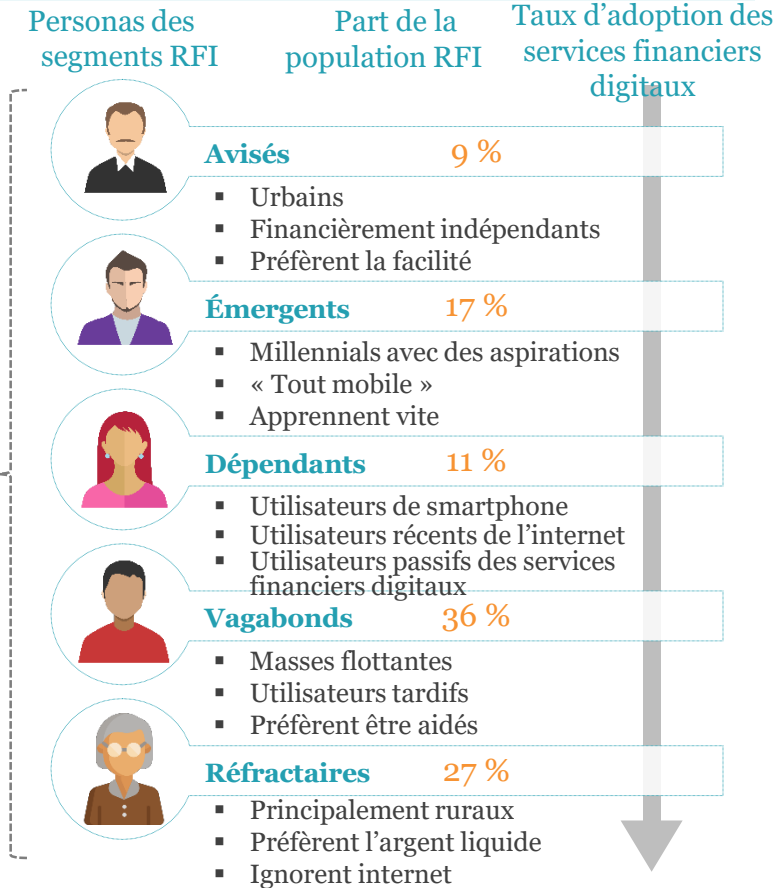 Personas des
segments RFI
Part de la
population RFI
Taux d’adoption des
services financiers
digitaux
Avisés 9 %
▪ Urbains
▪ Financièrement indépendants
▪ Préfèrent la facilité
Émergents 17 %
▪ Millennials avec des aspirations
▪ « Tout mobile »
▪ Apprennent vite
Dépendants 11 %
▪ Utilisateurs de smartphone
▪ Utilisateurs récents de l’internet
▪ Utilisateurs passifs des services
financiers digitaux
Vagabonds 36 %
▪ Masses flottantes
▪ Utilisateurs tardifs
▪ Préfèrent être aidés
Réfractaires 27 %
▪ Principalement ruraux
▪ Préfèrent l’argent liquide
▪ Ignorent internet